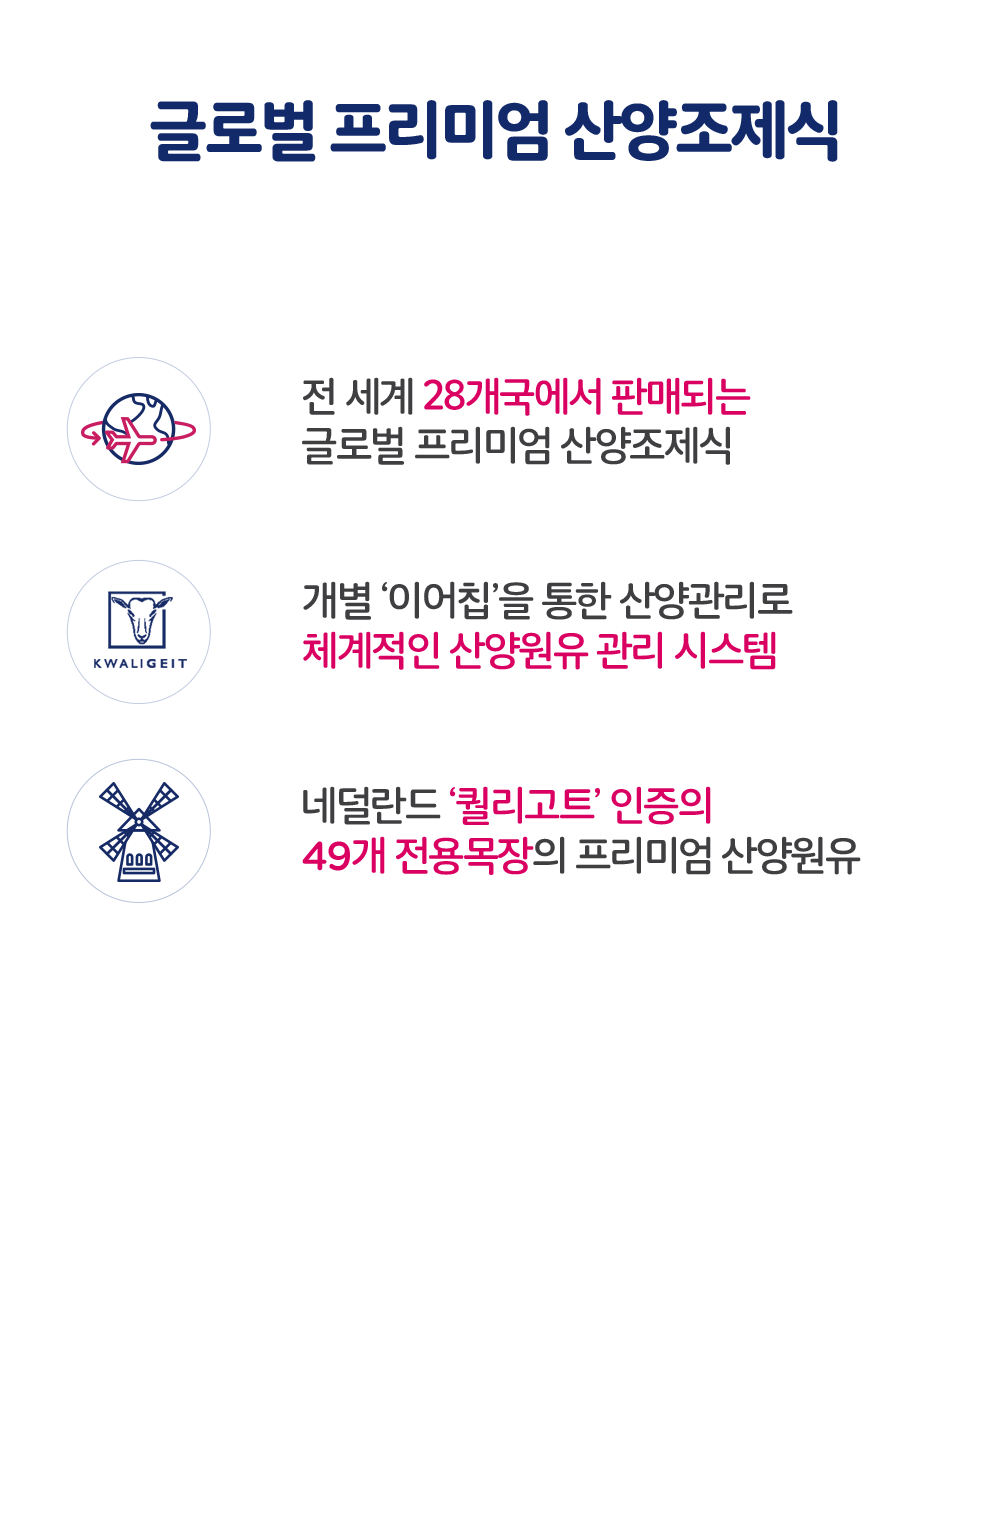 글로벌 프리미엄 산양조제식
전 세계 28개국에서 판매되는
글로벌 프리미엄 산양조제식
KWALIGEIT
개별 ‘이어칩’을 통한 산양관리로
체계적인 산양원유 관리 시스템
네덜란드 ‘퀄리고트’ 인증의
49개 전용목장의 프리미엄 산양원유